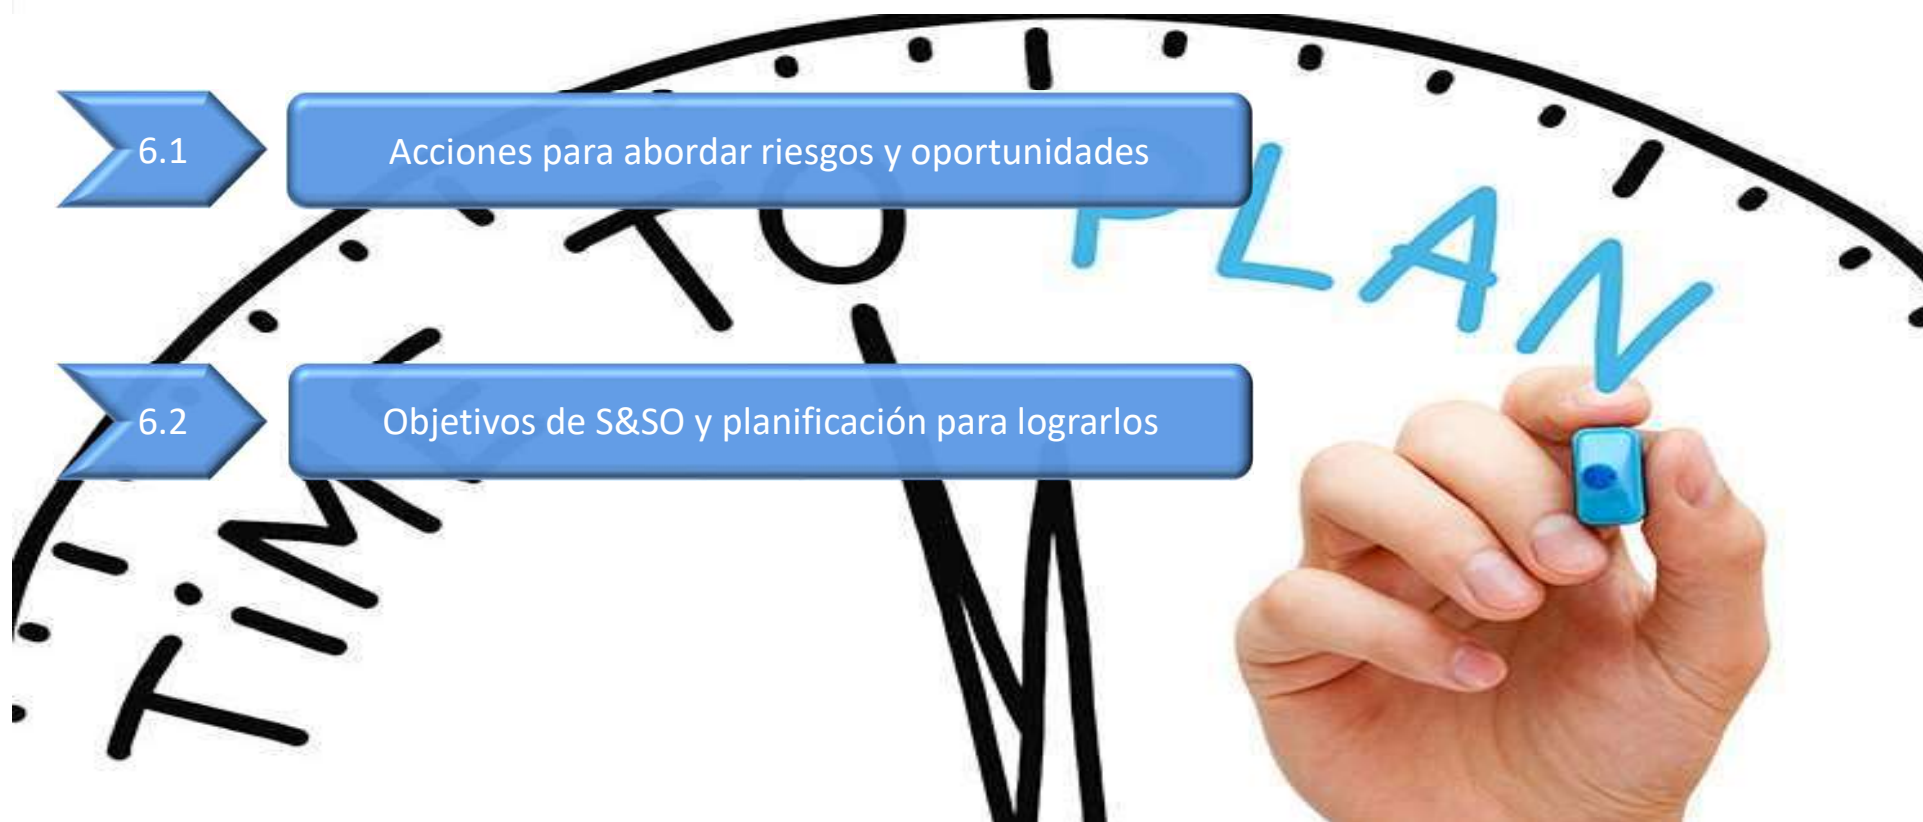 6.1
Acciones para abordar riesgos y oportunidades
TiME TO PLAN
6.2
Objetivos de S&SO y planificación para lograrlos